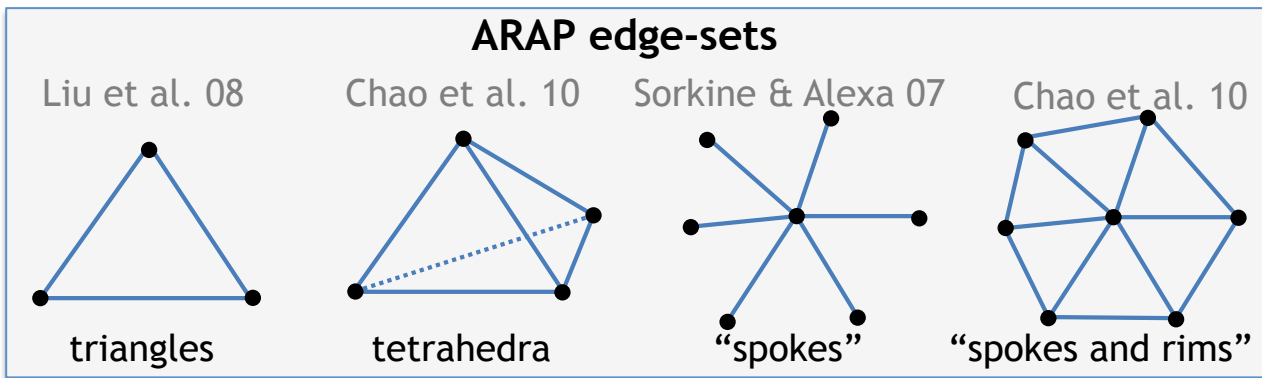 ARAP edge-sets
Liu et al. 08 Chao et al. 10 Sorkine & Alexa 07 Chao et al. 10
triangles tetrahedra “spokes” “spokes and rims”